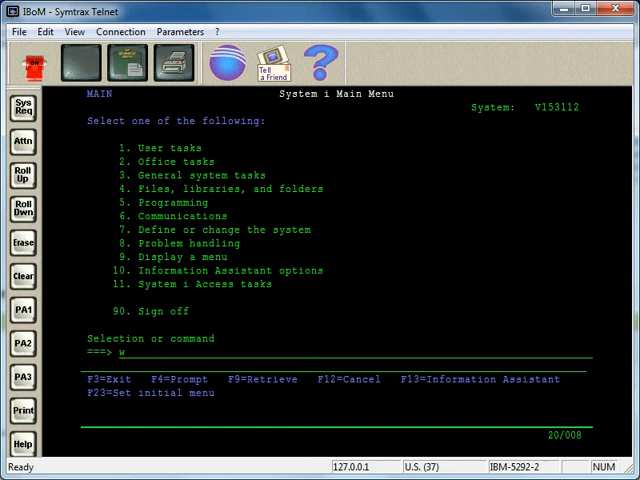 IBoM - Symtrax Telnet
File Edit View Connection Parameters ?
ON
Tell a Friend
?
Sys Req
Attn
Roll Up
Roll Dwn
Erase
Clear
PA1
PA2
PA3
Print
Help
MAIN System i Main Menu
System: V153112
Select one of the following:
1. User tasks
2. Office tasks
3. General system tasks
4. Files, libraries, and folders
5. Programming
6. Communications
7. Define or change the system
8. Problem handling
9. Display a menu
10. Information Assistant options
11. System i Access tasks
90. Sign off
Selection or command
===> w
F3=Exit F4=Prompt F9=Retrieve F12=Cancel F13=Information Assistant
F23=Set initial menu
20/008
Ready 127.0.0.1 U.S. (37) IBM-5292-2 NUM